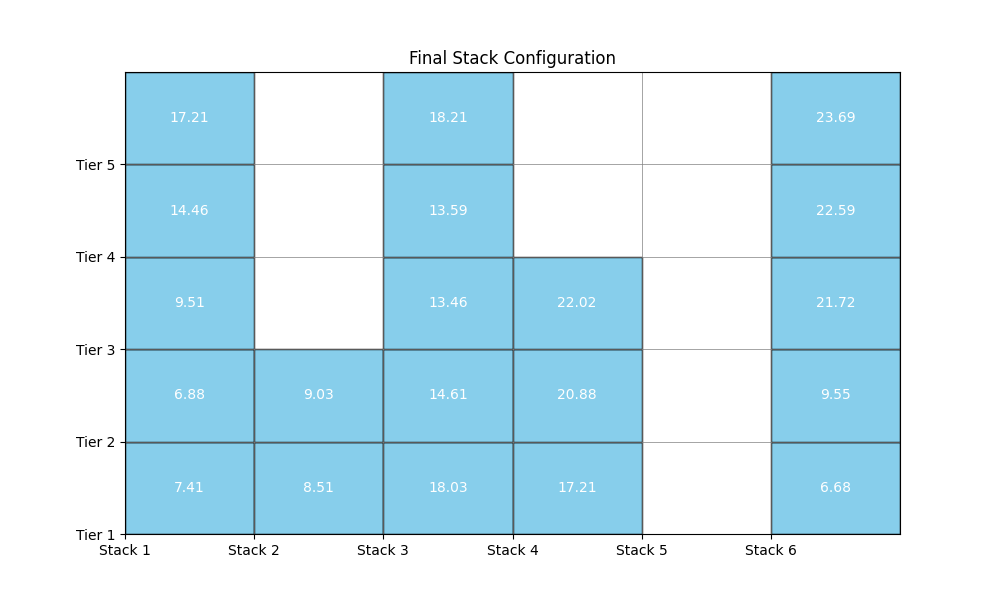 Final Stack Configuration
17.21 18.21 23.69
Tier 5
14.46 13.59 22.59
Tier 4
9.51 13.46 22.02 21.72
Tier 3
6.88 9.03 14.61 20.88 9.55
Tier 2
7.41 8.51 18.03 17.21 6.68
Tier 1
Stack 1 Stack 2 Stack 3 Stack 4 Stack 5 Stack 6